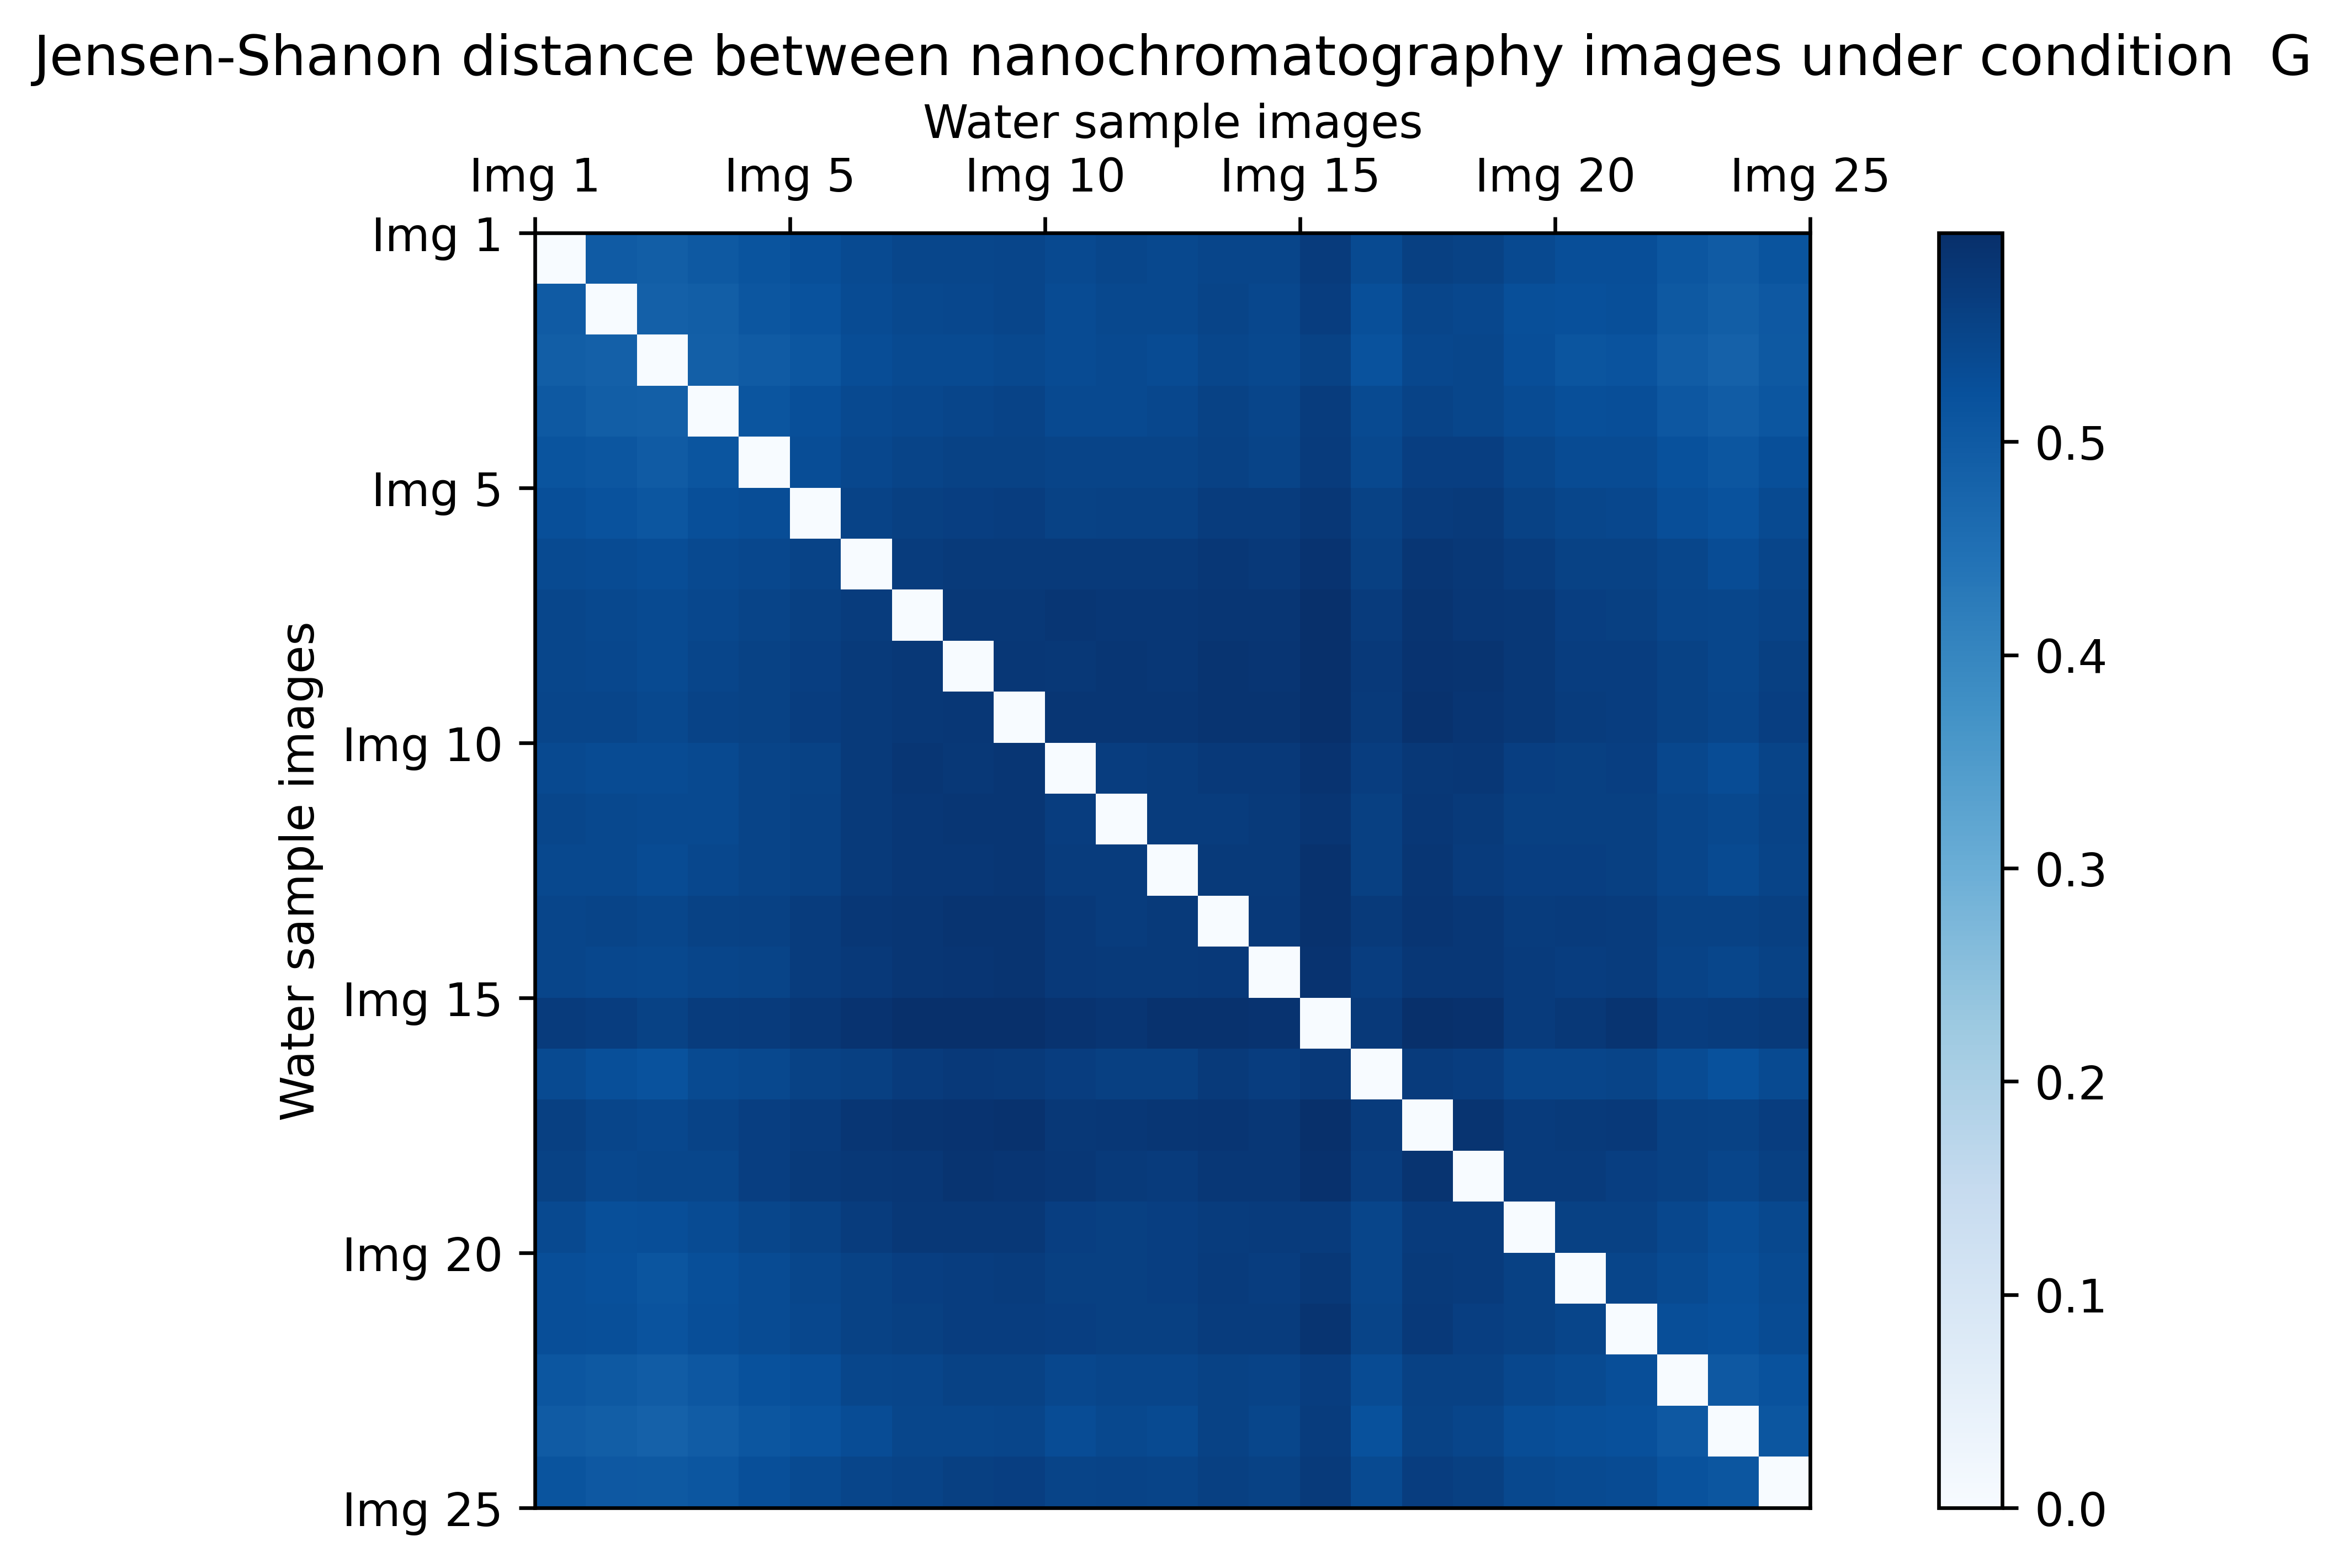 Jensen-Shanon distance between nanochromatography images under condition  G
Water sample images
Img 1 Img 5 Img 10 Img 15 Img 20 Img 25
Img 1
Img 5
Img 10
Img 15
Img 20
Img 25
Water sample images
0.5
0.4
0.3
0.2
0.1
0.0